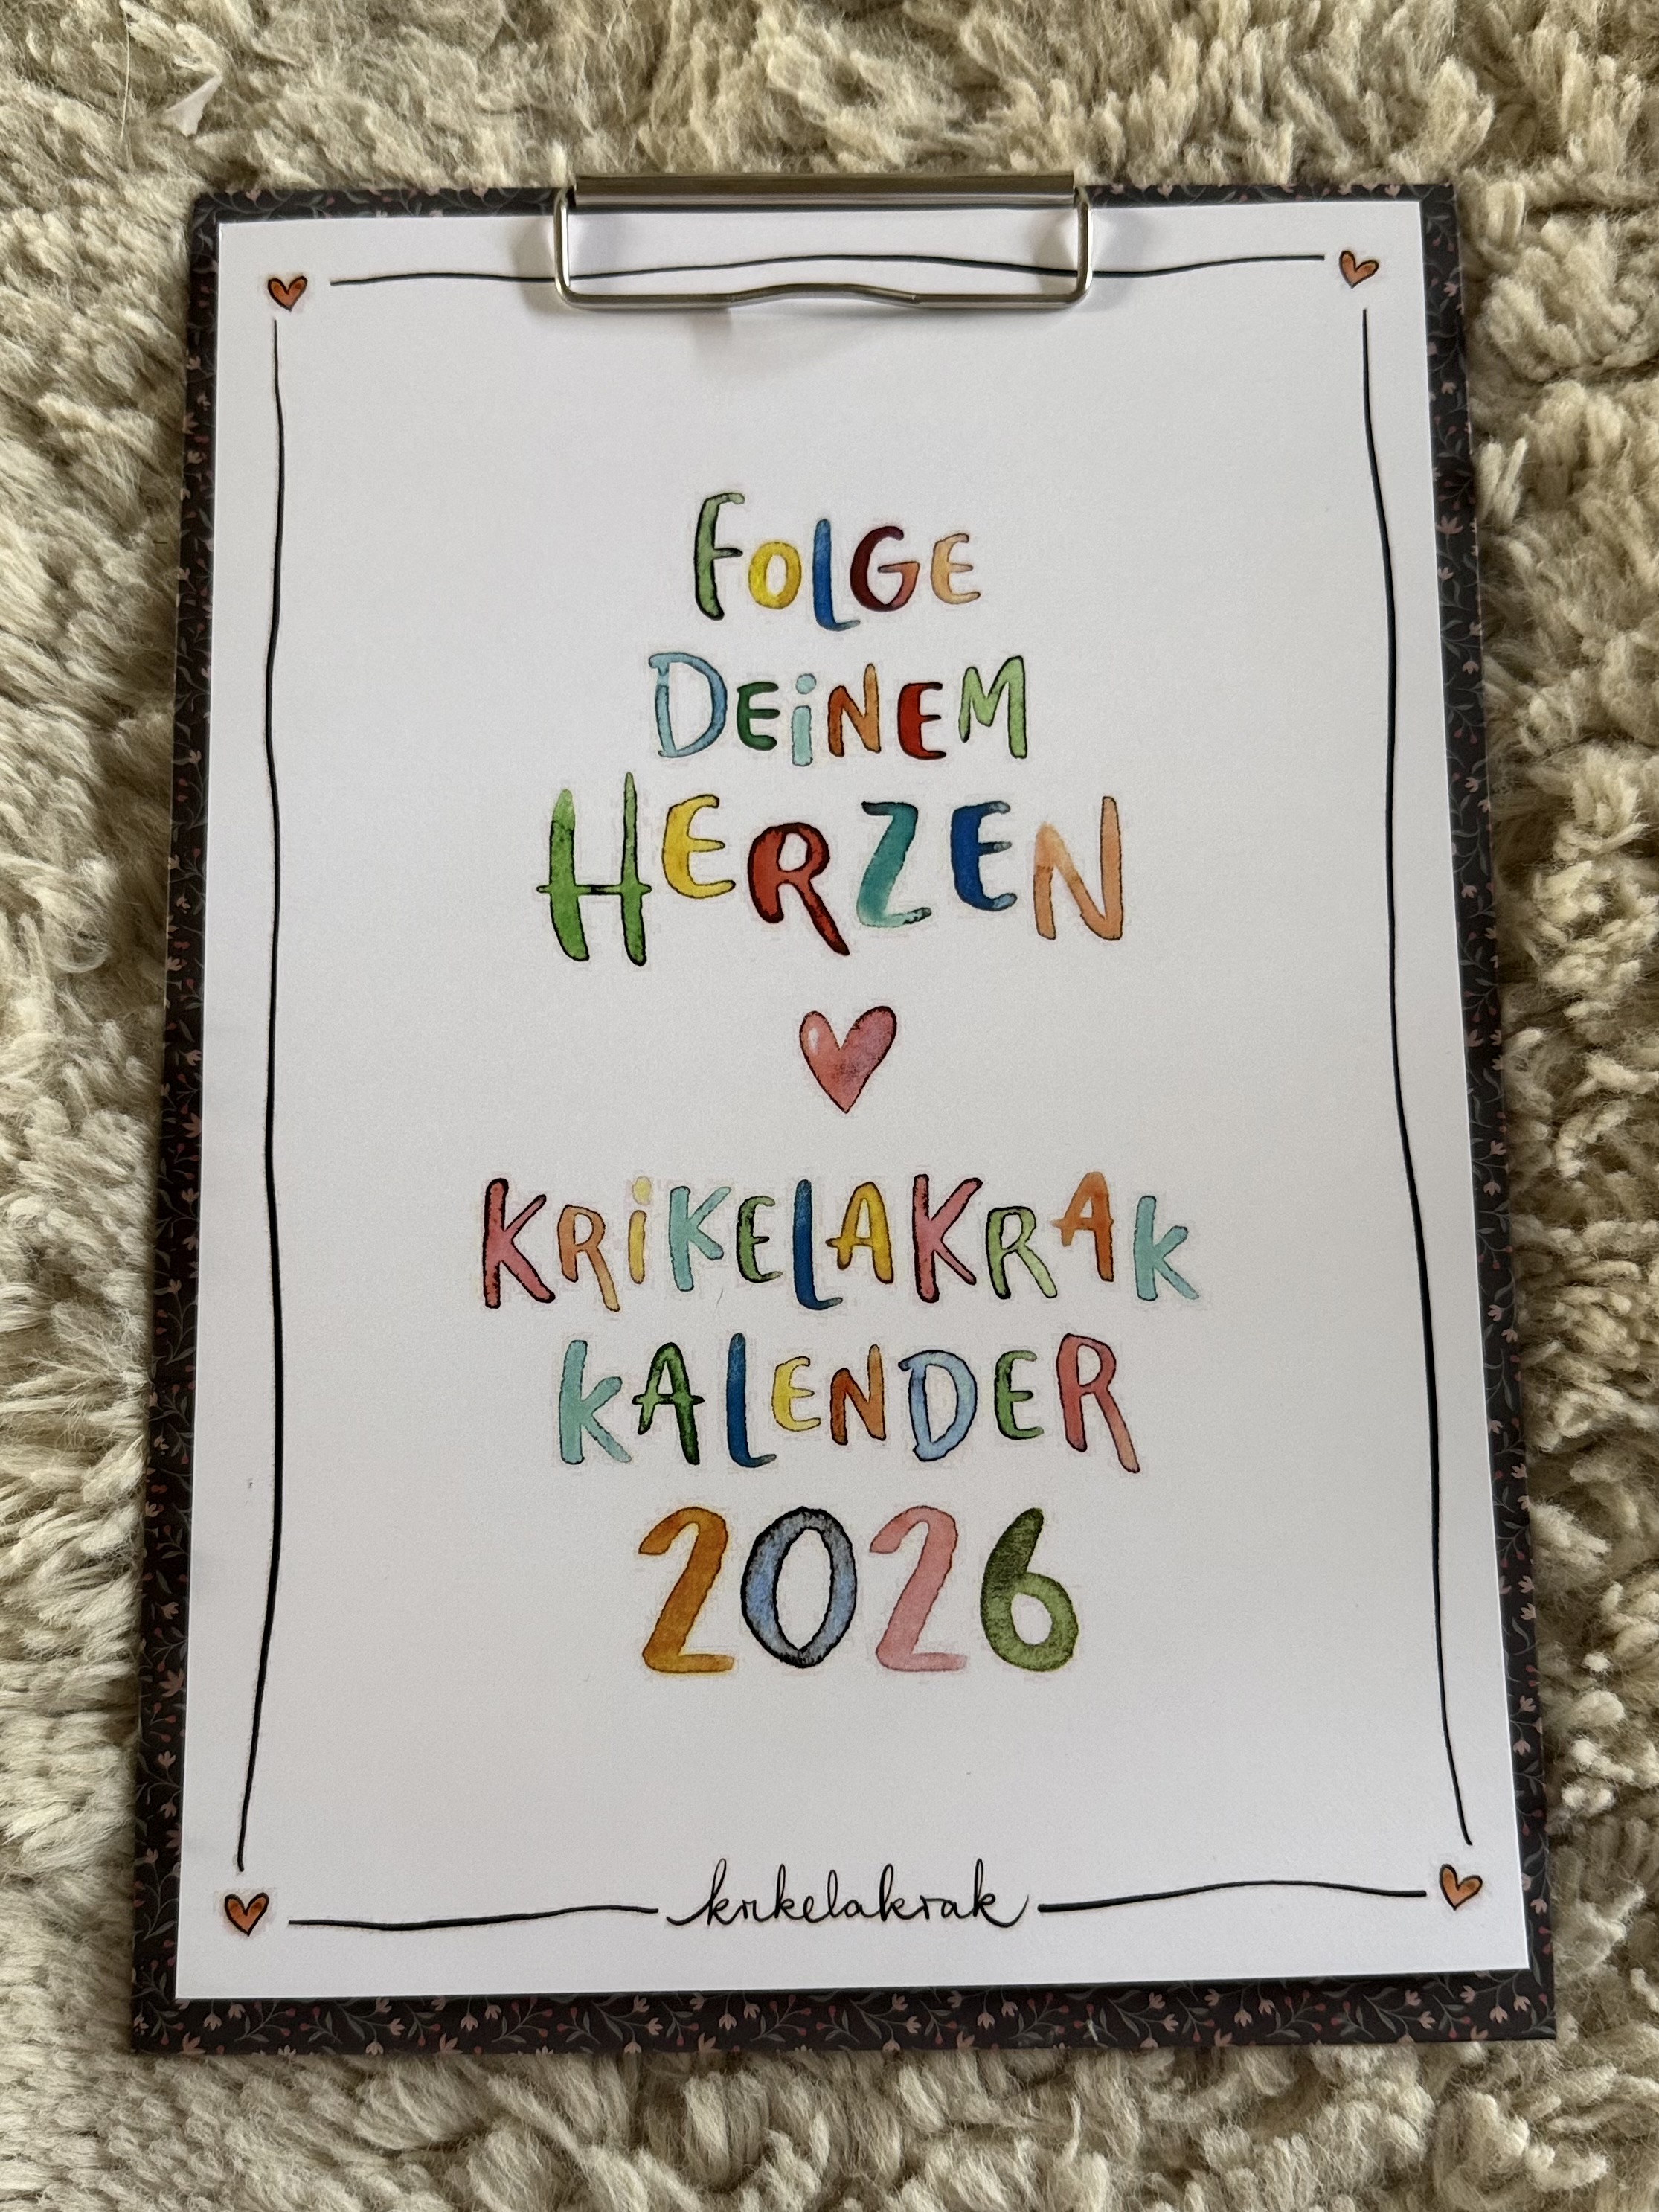 FOLGE
DEiNEM
HERZEN
KRiKELAKRAK
KALENDER
2026
krikelakrak